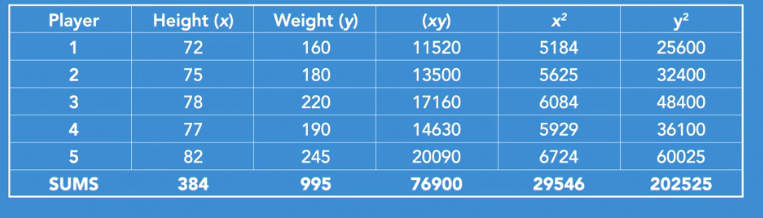 Player Height (x) Weight (y) (xy) x² y²
1 72 160 11520 5184 25600
2 75 180 13500 5625 32400
3 78 220 17160 6084 48400
4 77 190 14630 5929 36100
5 82 245 20090 6724 60025
SUMS 384 995 76900 29546 202525